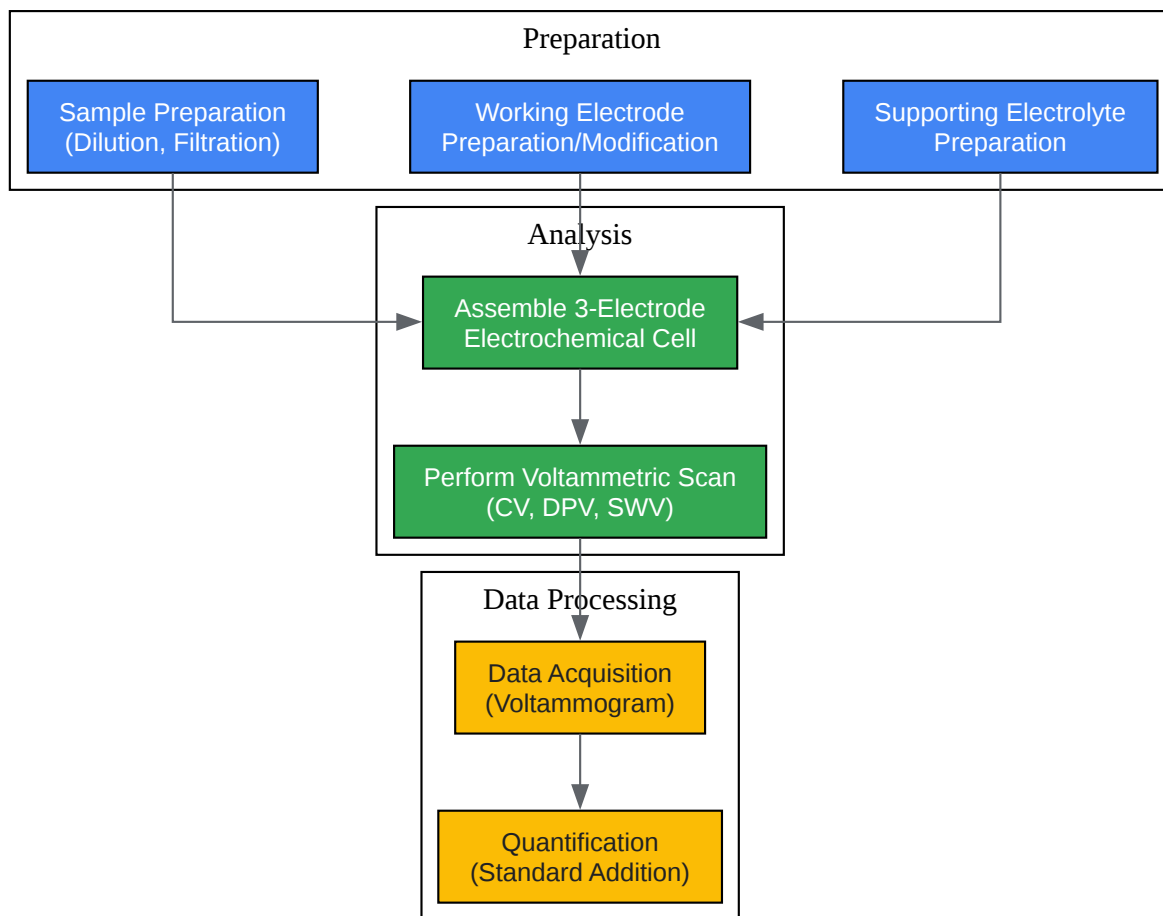 Preparation
Sample Preparation
(Dilution, Filtration)
Working Electrode
Preparation/Modification
Supporting Electrolyte
Preparation
Analysis
Assemble 3-Electrode
Electrochemical Cell
Perform Voltammetric Scan
(CV, DPV, SWV)
Data Processing
Data Acquisition
(Voltammogram)
Quantification
(Standard Addition)